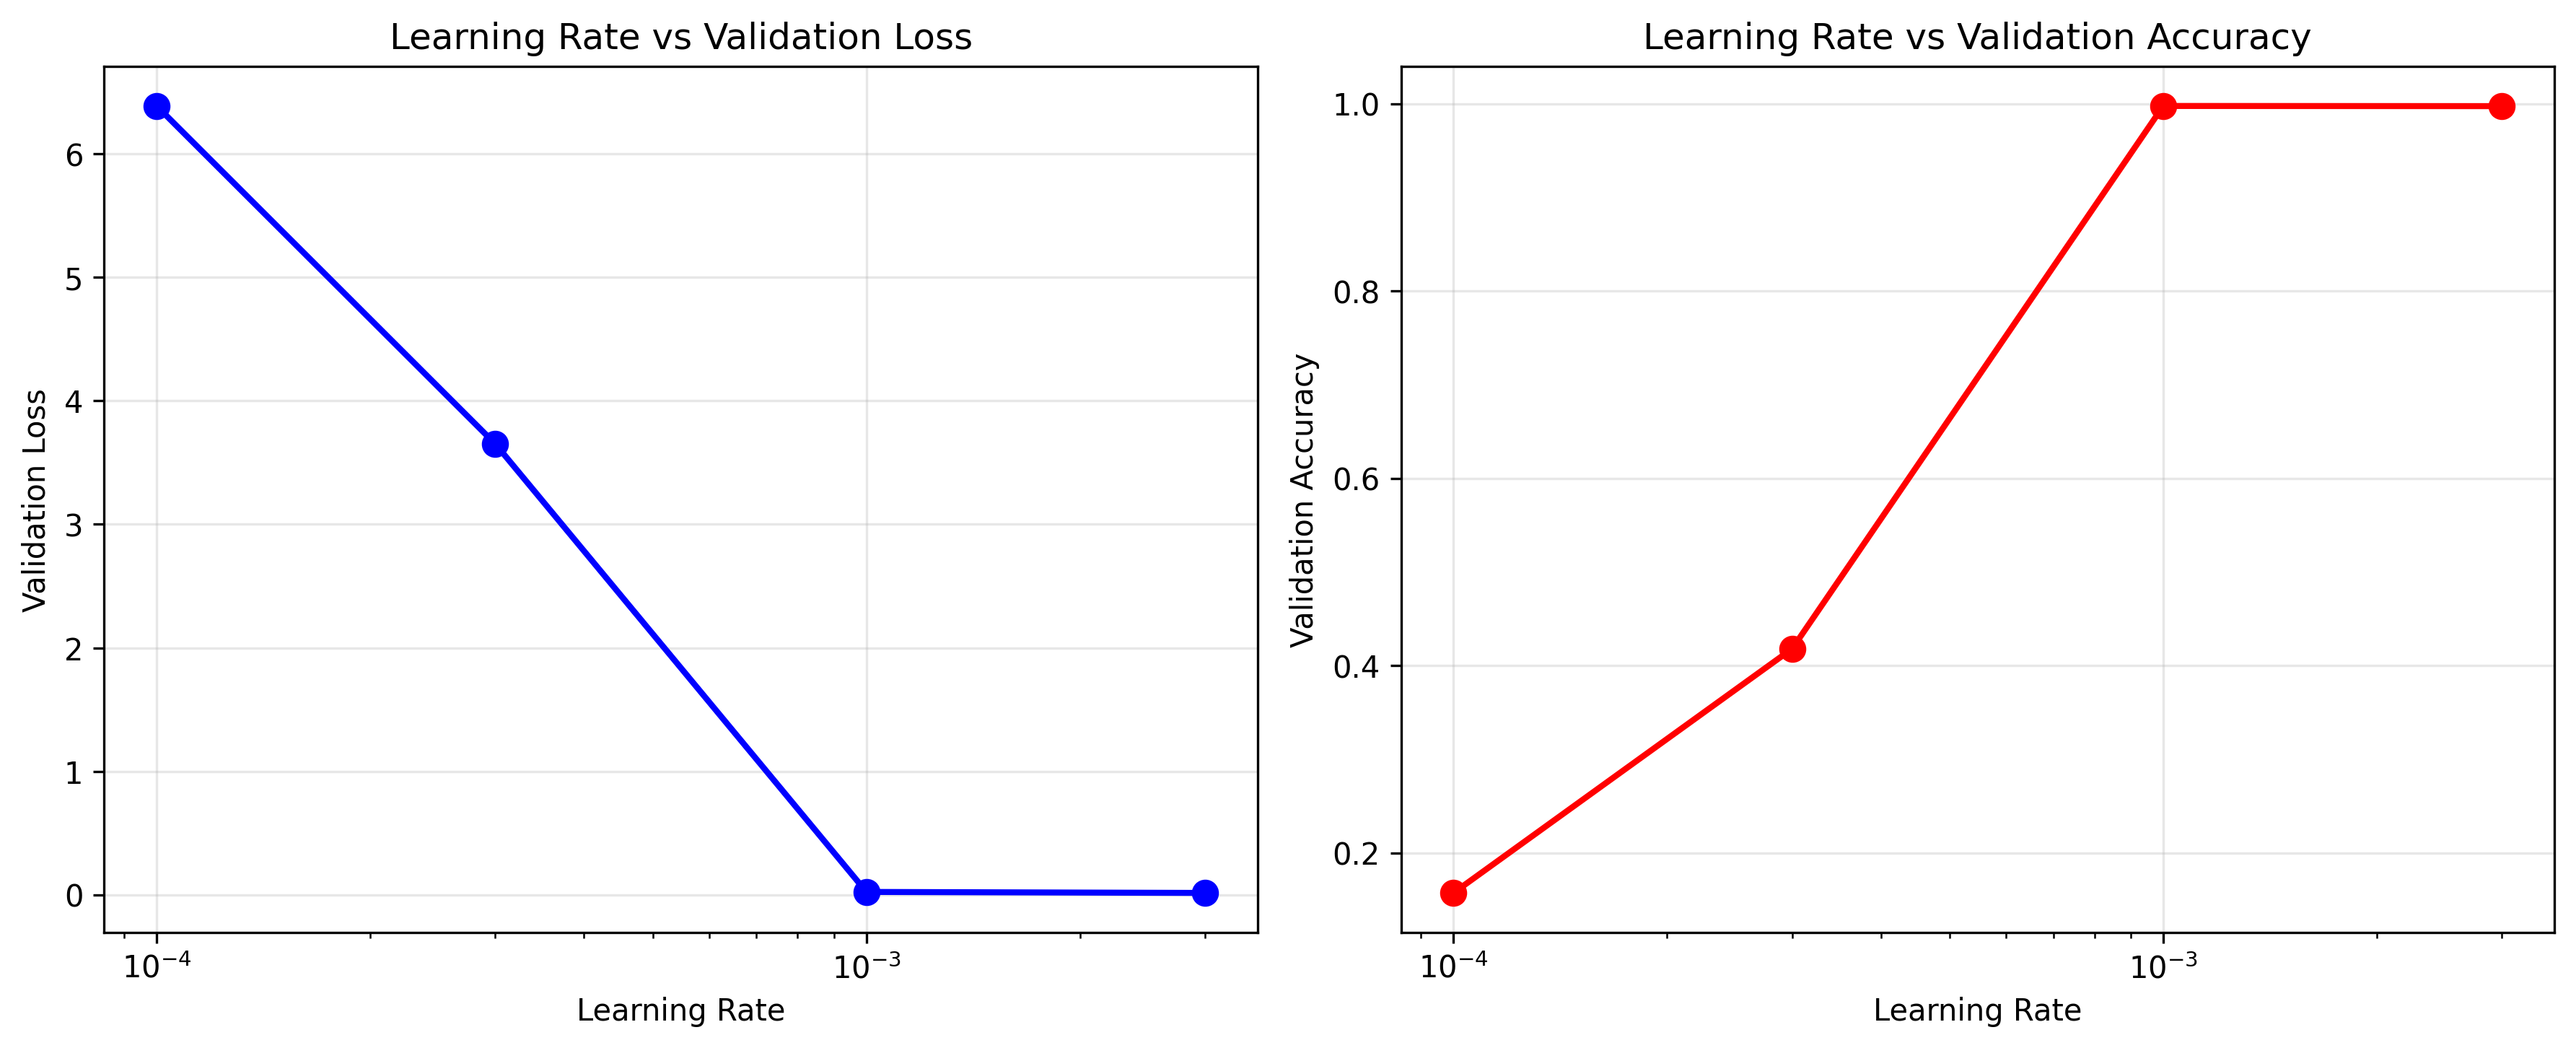 Learning Rate vs Validation Loss
Validation Loss
6
5
4
3
2
1
0
10⁻⁴
10⁻³
Learning Rate
Learning Rate vs Validation Accuracy
Validation Accuracy
1.0
0.8
0.6
0.4
0.2
10⁻⁴
10⁻³
Learning Rate